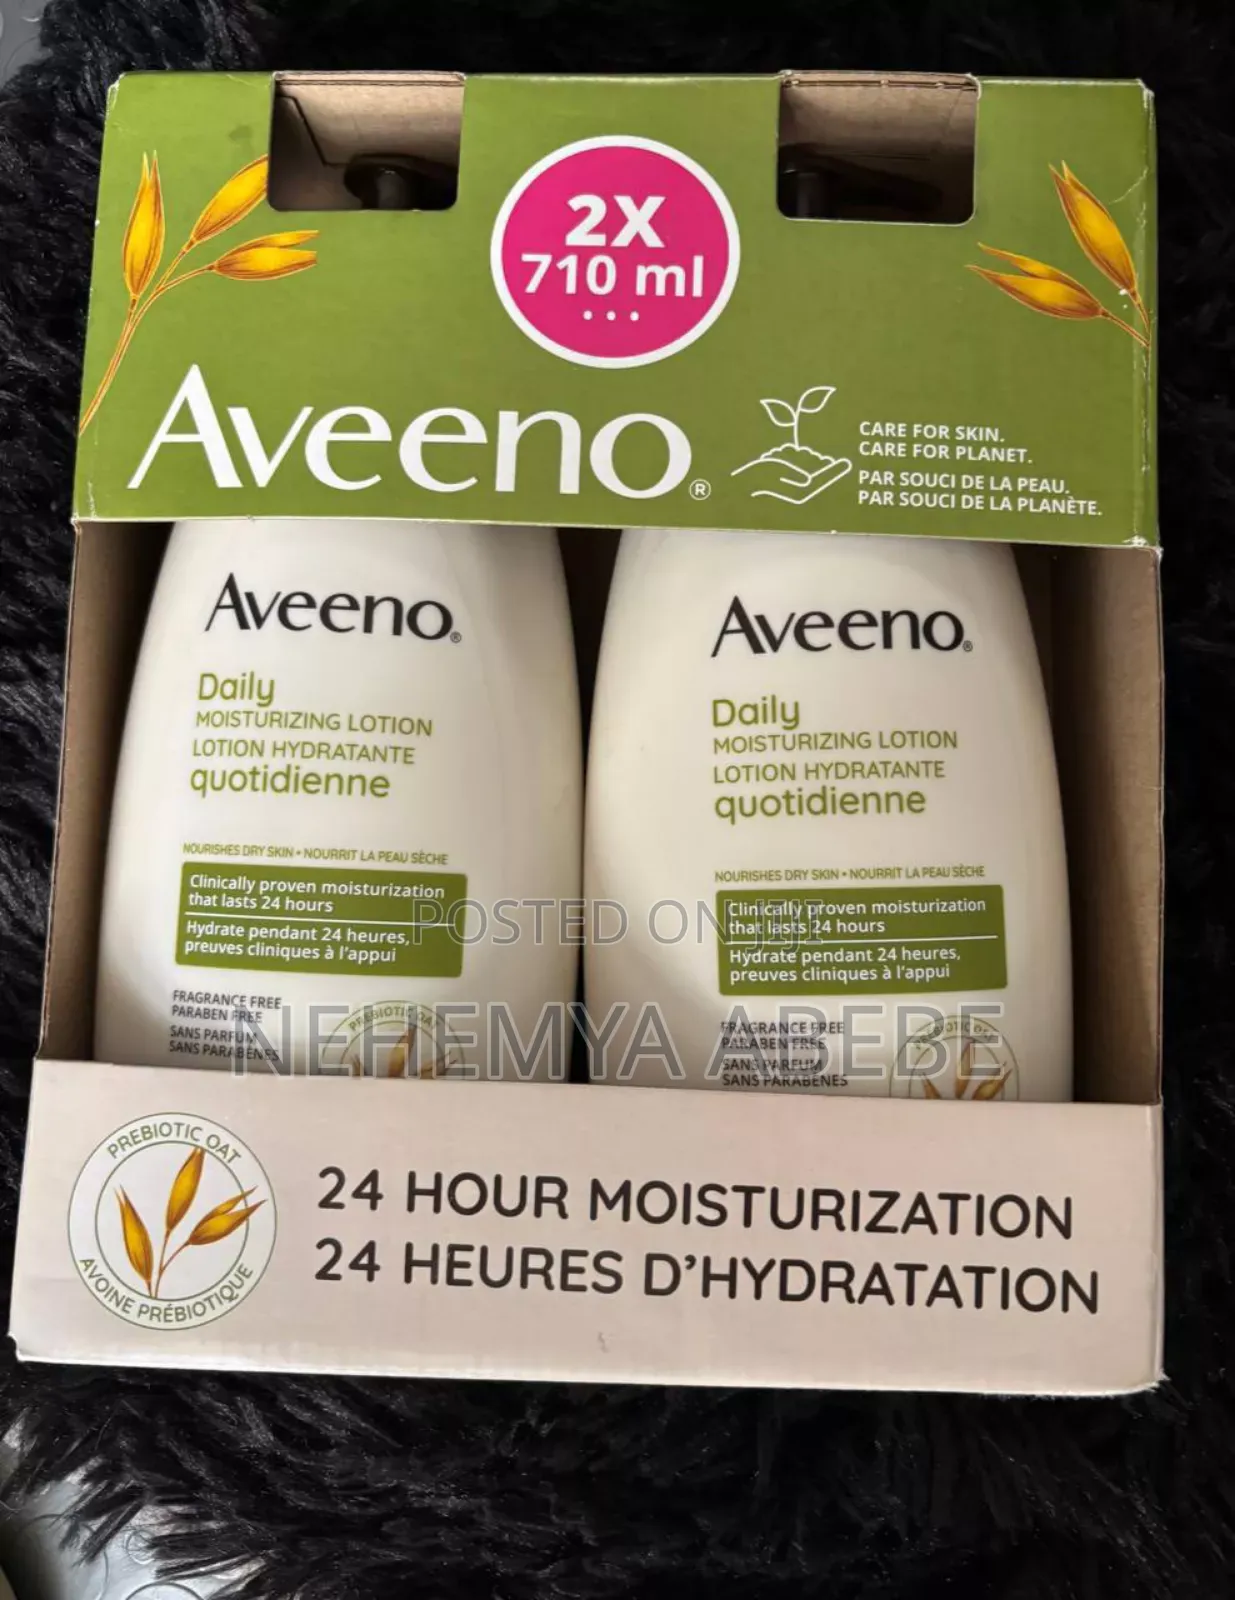 2X
710 ml
...
Aveeno®
CARE FOR SKIN.
CARE FOR PLANET.
PAR SOUCI DE LA PEAU.
PAR SOUCI DE LA PLANÈTE.
Aveeno®
Daily
MOISTURIZING LOTION
LOTION HYDRATANTE
quotidienne
NOURISHES DRY SKIN • NOURRIT LA PEAU SÈCHE
Clinically proven moisturization
that lasts 24 hours
Hydrate pendant 24 heures,
preuves cliniques à l'appui
FRAGRANCE FREE
PARABEN FREE
SANS PARFUM
SANS PARABÈNES
PREBIOTIC OAT
Aveeno®
Daily
MOISTURIZING LOTION
LOTION HYDRATANTE
quotidienne
NOURISHES DRY SKIN • NOURRIT LA PEAU SÈCHE
Clinically proven moisturization
that lasts 24 hours
Hydrate pendant 24 heures,
preuves cliniques à l'appui
FRAGRANCE FREE
PARABEN FREE
SANS PARFUM
SANS PARABÈNES
PREBIOTIC OAT
POSTED ON JIJI
NEHEMYA ABEBE
PREBIOTIC OAT
AVOINE PRÉBIOTIQUE
24 HOUR MOISTURIZATION
24 HEURES D'HYDRATATION